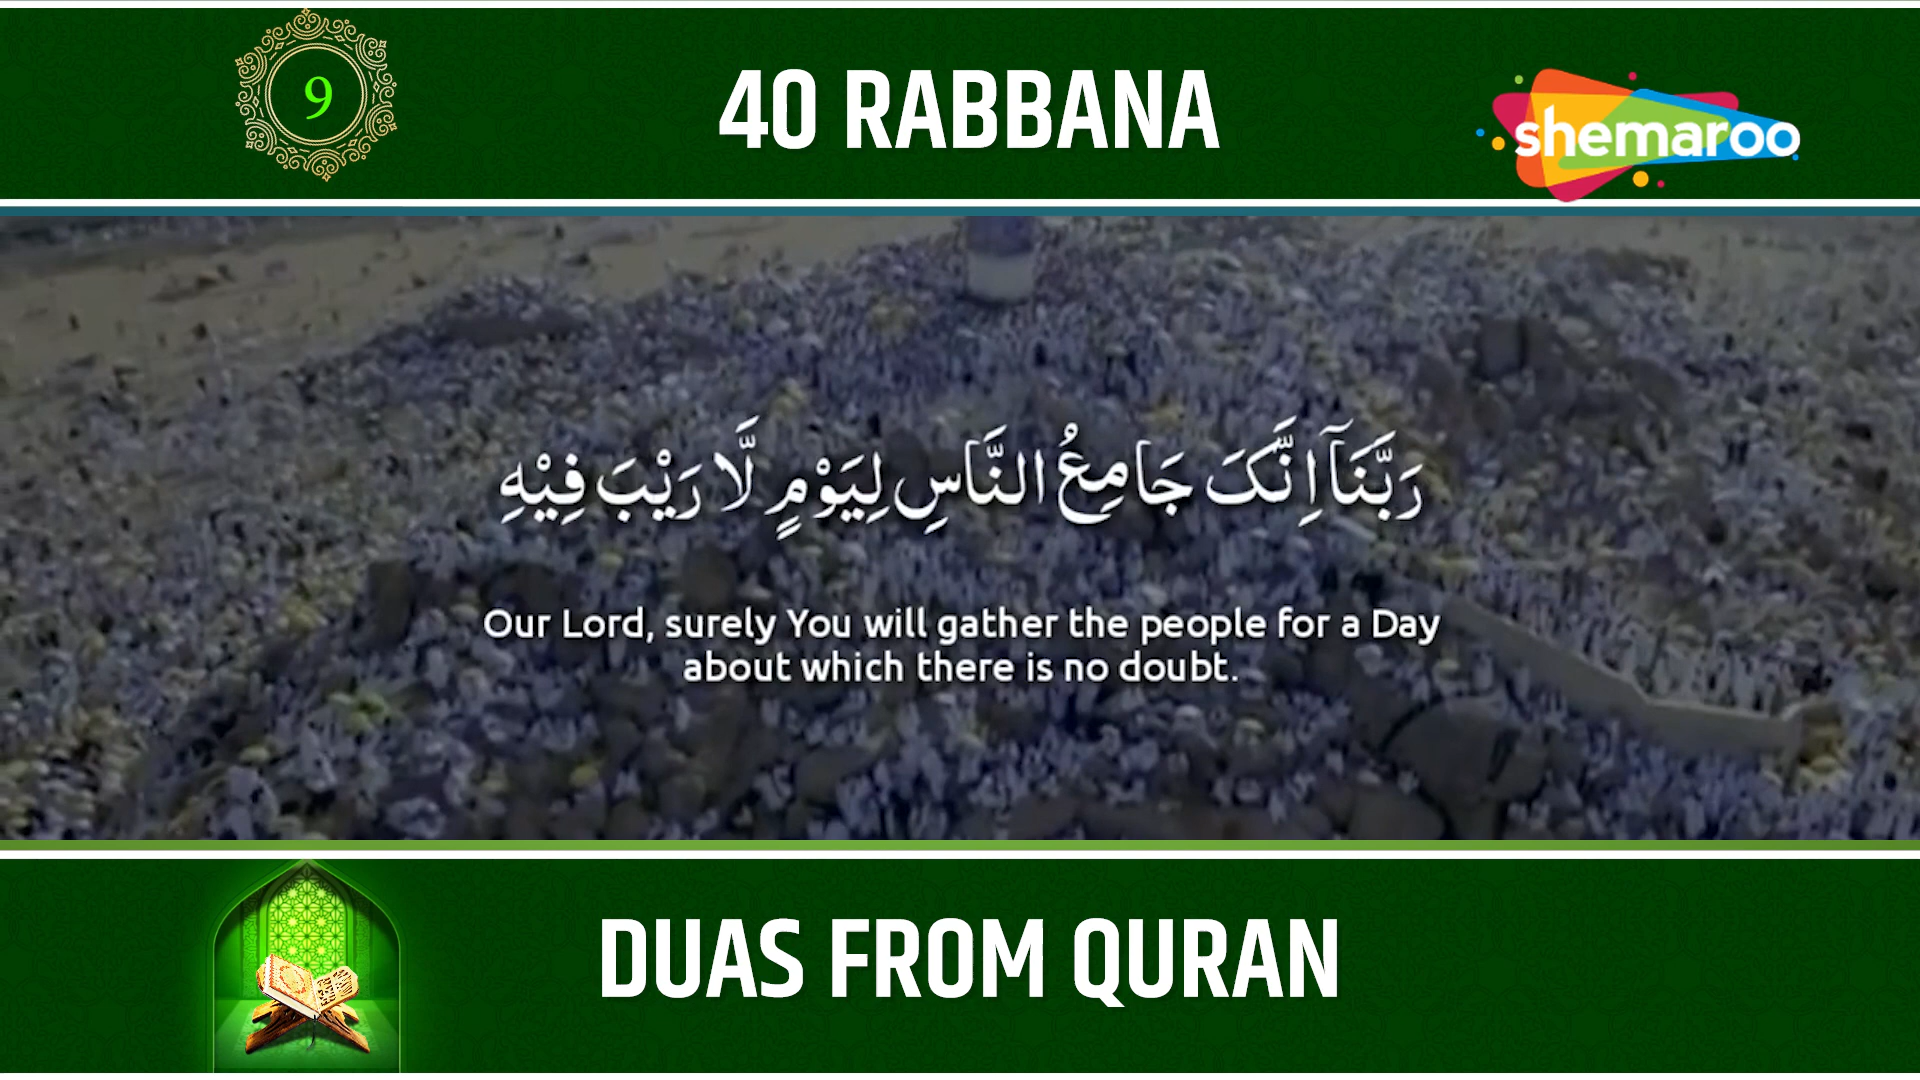 9
40 RABBANA
shemaroo
رَبَّنَآ اِنَّکَ جَامِعُ النَّاسِ لِیَوْمٍ لَّا رَیْبَ فِیْهِ
Our Lord, surely You will gather the people for a Day
about which there is no doubt.
DUAS FROM QURAN